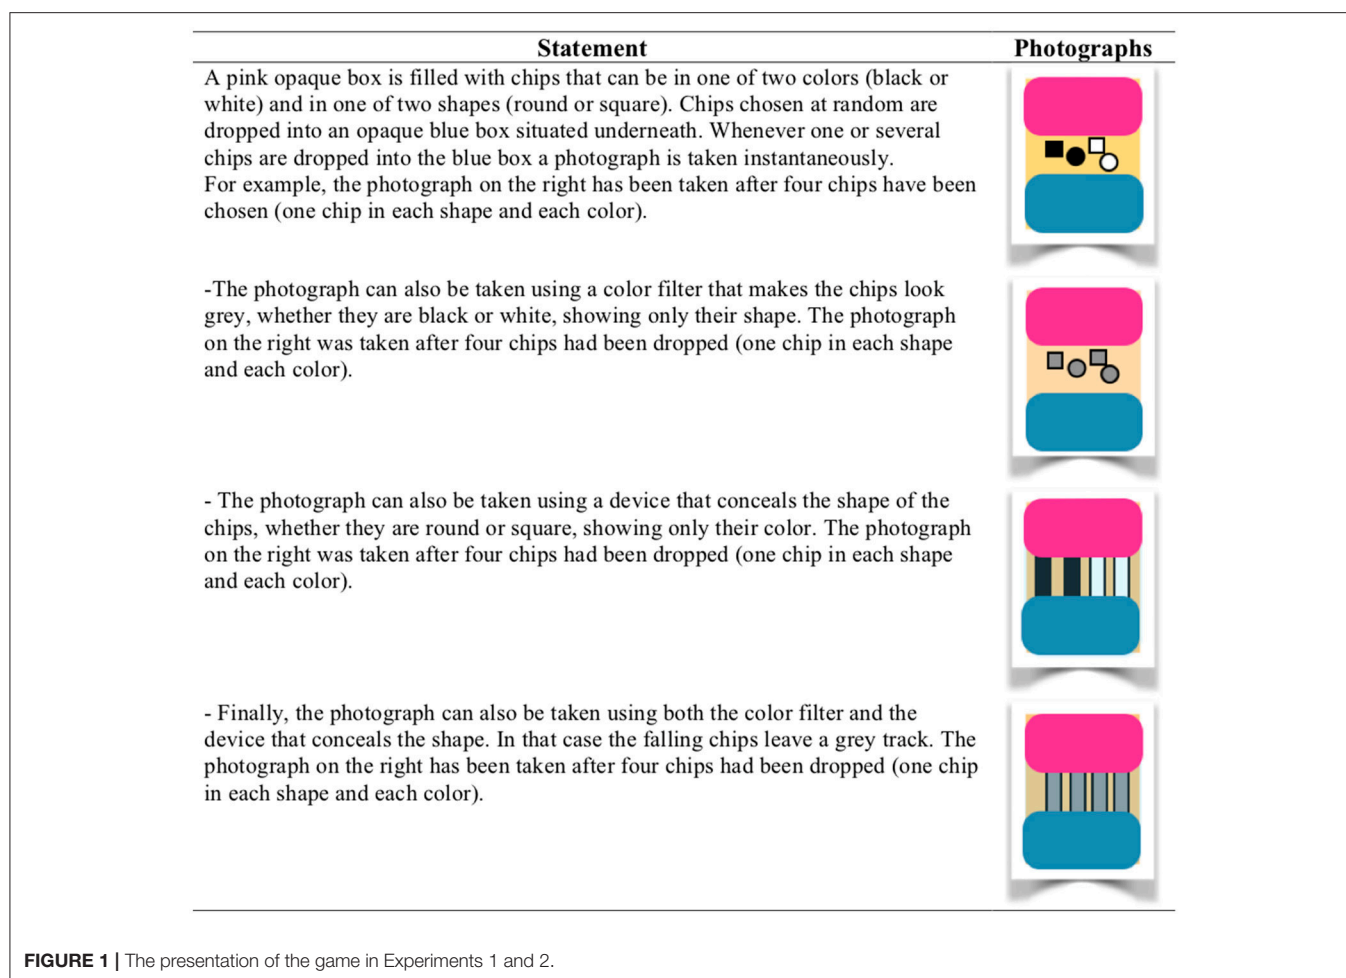 Statement
Photographs
A pink opaque box is filled with chips that can be in one of two colors (black or
white) and in one of two shapes (round or square). Chips chosen at random are
dropped into an opaque blue box situated underneath. Whenever one or several
chips are dropped into the blue box a photograph is taken instantaneously.
For example, the photograph on the right has been taken after four chips have been
chosen (one chip in each shape and each color).
-The photograph can also be taken using a color filter that makes the chips look
grey, whether they are black or white, showing only their shape. The photograph
on the right was taken after four chips had been dropped (one chip in each shape
and each color).
- The photograph can also be taken using a device that conceals the shape of the
chips, whether they are round or square, showing only their color. The photograph
on the right was taken after four chips had been dropped (one chip in each shape
and each color).
- Finally, the photograph can also be taken using both the color filter and the
device that conceals the shape. In that case the falling chips leave a grey track. The
photograph on the right has been taken after four chips had been dropped (one chip
in each shape and each color).
FIGURE 1 | The presentation of the game in Experiments 1 and 2.